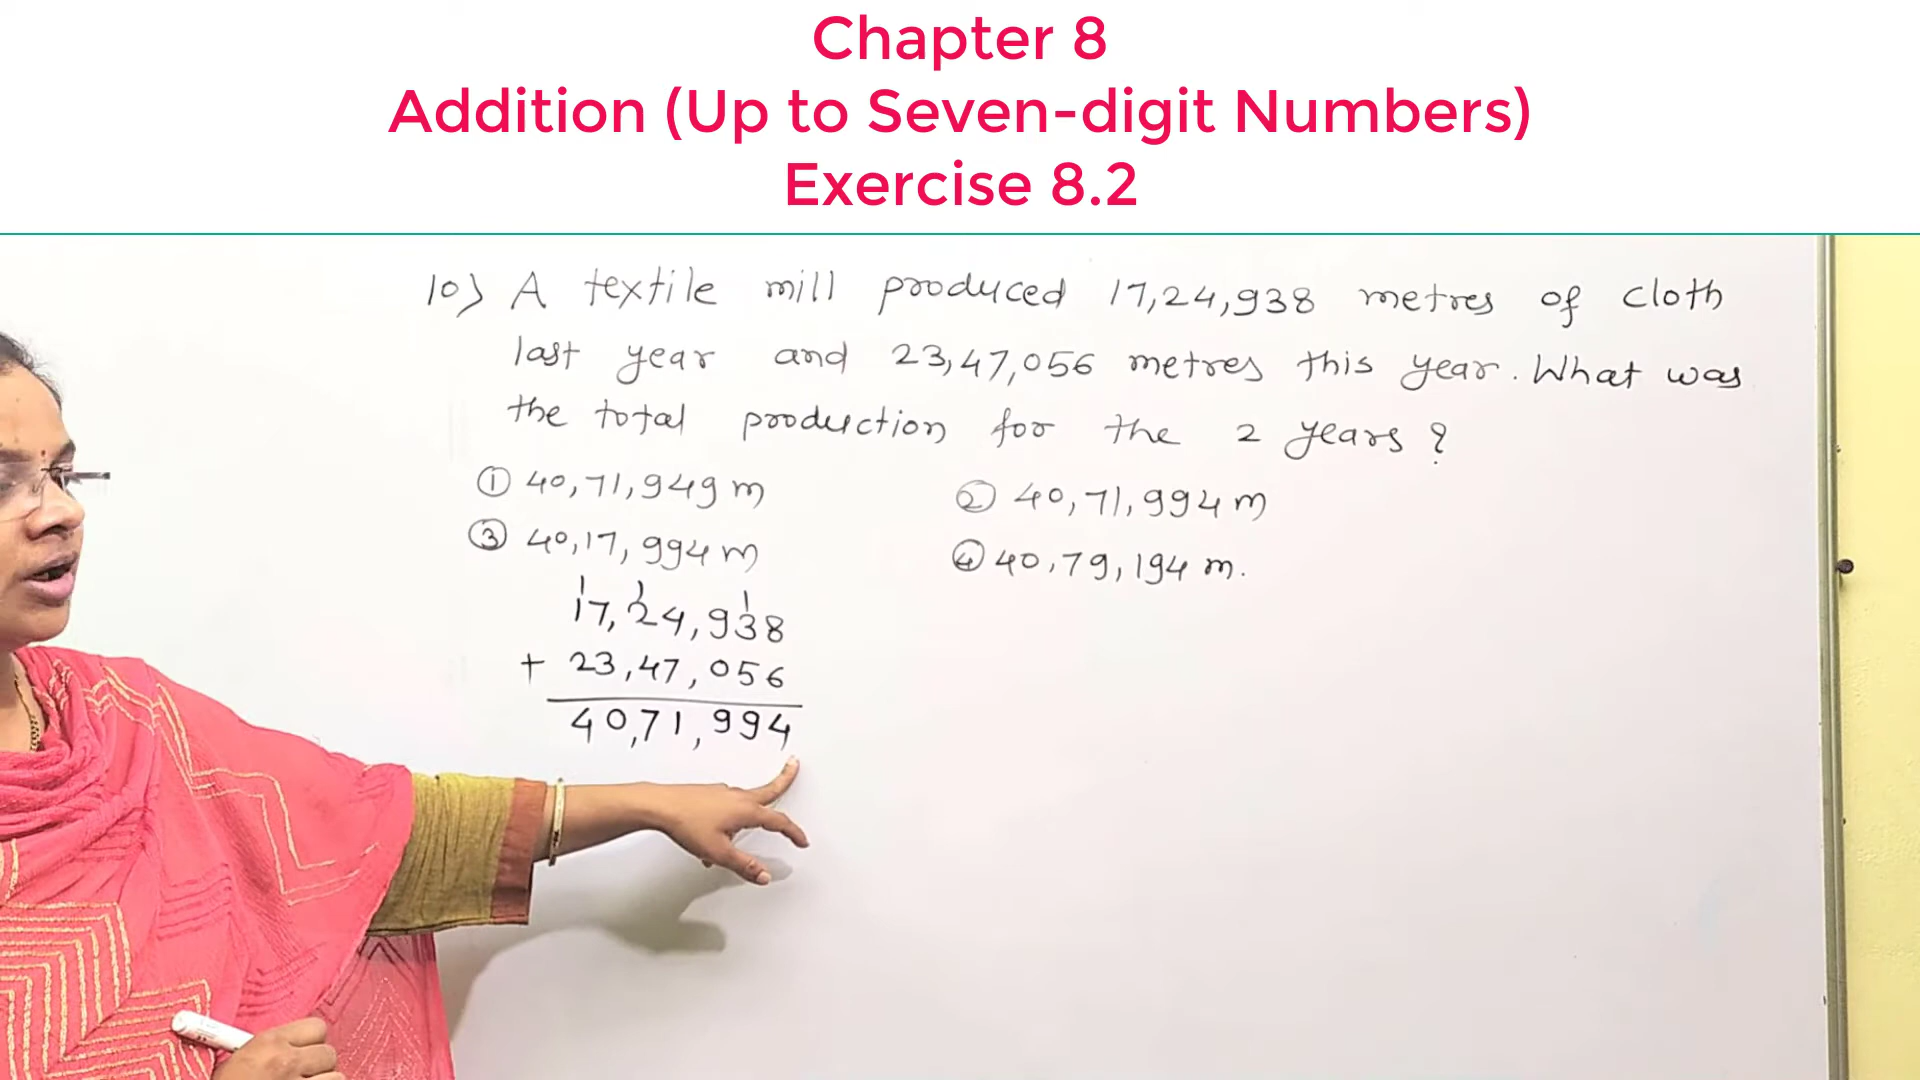 Chapter 8
Addition (Up to Seven-digit Numbers)
Exercise 8.2
10) A textile mill produced 17,24,938 metres of cloth
last year and 23,47,056 metres this year. What was
the total production for the 2 years ?
① 40,71,949 m ② 40,71,994 m
③ 40,17,994 m ④ 40,79,194 m.
1 1 1
17,24,938
+ 23,47,056
40,71,994